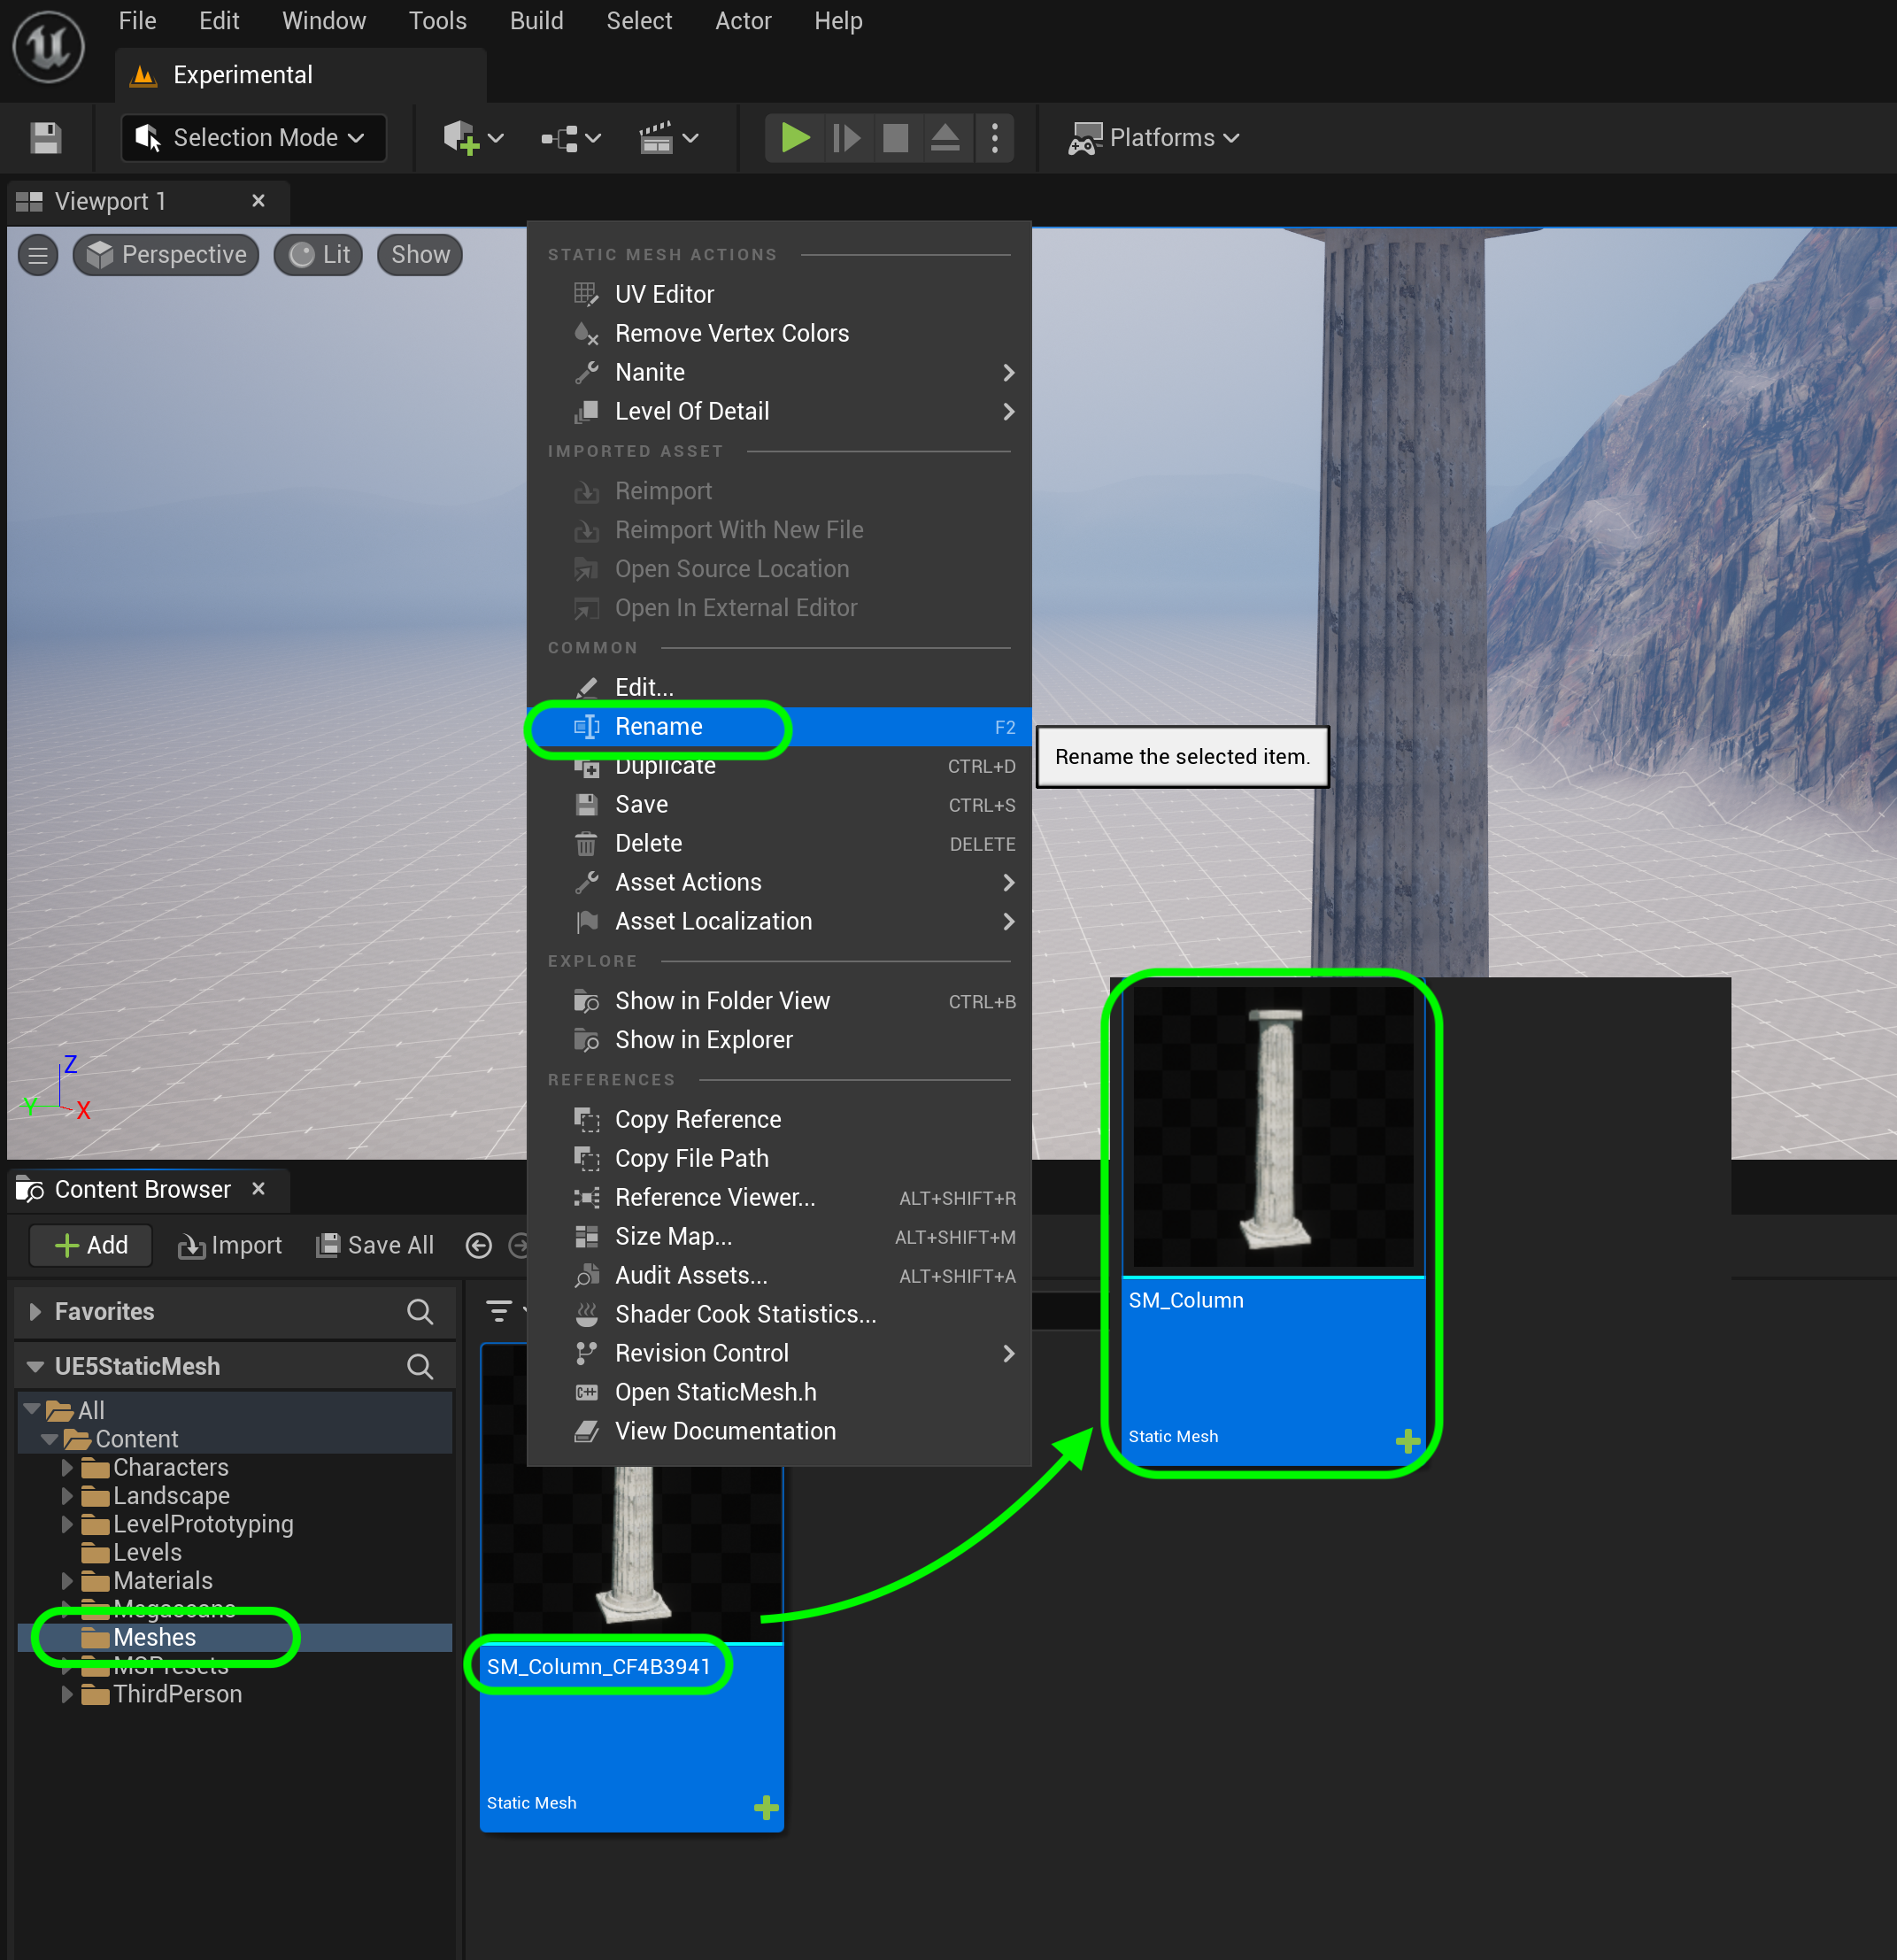 File Edit Window Tools Build Select Actor Help
Experimental
Selection Mode Platforms
Viewport 1
Perspective Lit Show
STATIC MESH ACTIONS
UV Editor
Remove Vertex Colors
Nanite
Level Of Detail
IMPORTED ASSET
Reimport
Reimport With New File
Open Source Location
Open In External Editor
COMMON
Edit...
Rename F2
Rename the selected item.
Duplicate CTRL+D
Save CTRL+S
Delete DELETE
Asset Actions
Asset Localization
EXPLORE
Show in Folder View CTRL+B
Show in Explorer
REFERENCES
Copy Reference
Copy File Path
Reference Viewer... ALT+SHIFT+R
Size Map... ALT+SHIFT+M
Audit Assets... ALT+SHIFT+A
Shader Cook Statistics...
Revision Control
Open StaticMesh.h
View Documentation
Z
Y X
Content Browser
Add Import Save All
Favorites
UE5StaticMesh
All
Content
Characters
Landscape
LevelPrototyping
Levels
Materials
Megascans
Meshes
MSPresets
ThirdPerson
SM_Column_CF4B3941
Static Mesh
SM_Column
Static Mesh